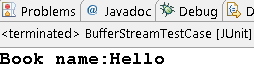 Problems @ Javadoc Debug D
<terminated> BufferStreamTestCase [JUnit]
Book name:Hello